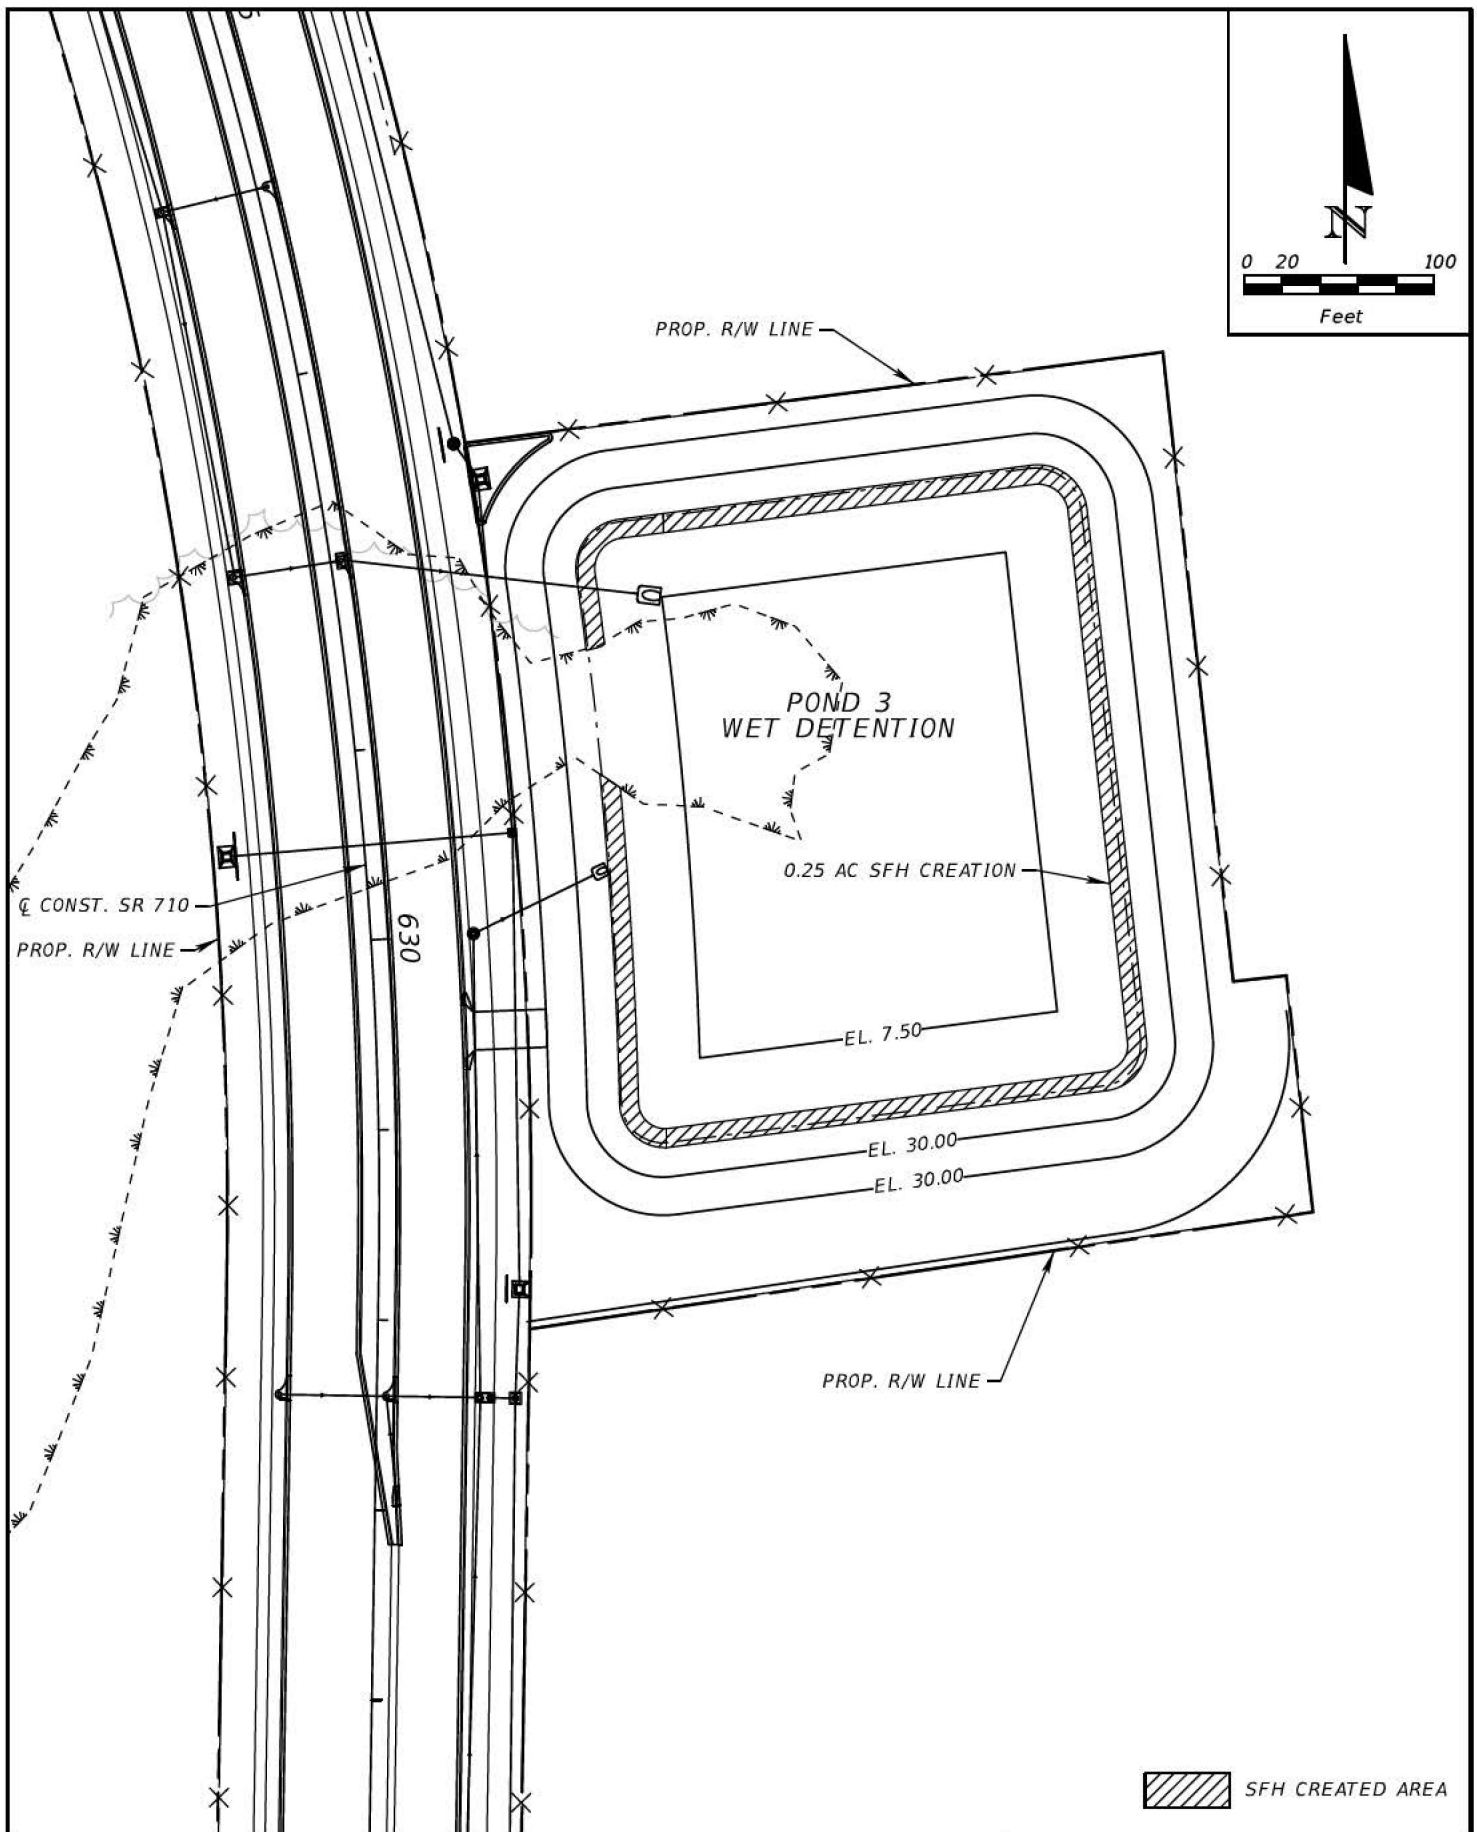 N
0 20 100
Feet
PROP. R/W LINE
POND 3
WET DETENTION
0.25 AC SFH CREATION
℄ CONST. SR 710
PROP. R/W LINE
630
EL. 7.50
EL. 30.00
EL. 30.00
PROP. R/W LINE
SFH CREATED AREA